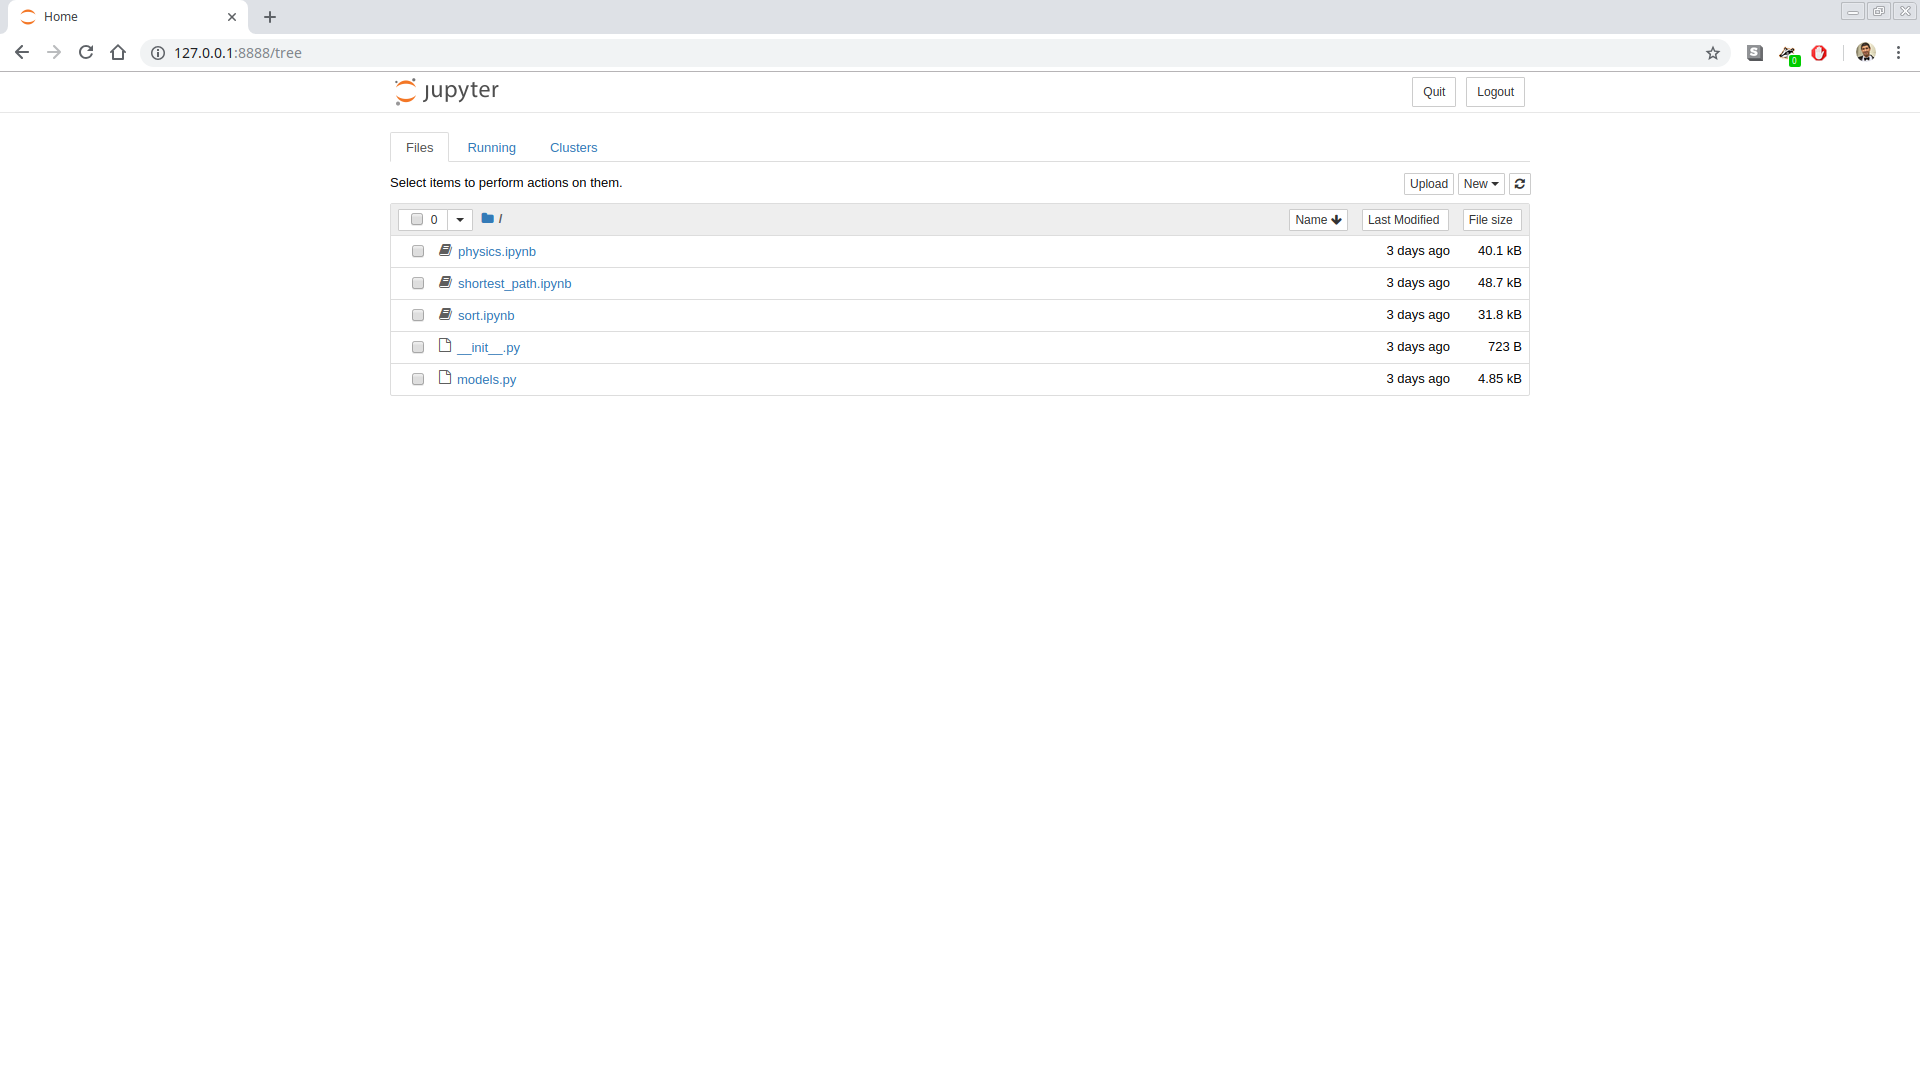 Home
127.0.0.1:8888/tree
S
0
jupyter
Quit
Logout
Files
Running
Clusters
Select items to perform actions on them.
Upload
New
0
/
Name
Last Modified
File size
physics.ipynb 3 days ago 40.1 kB
shortest_path.ipynb 3 days ago 48.7 kB
sort.ipynb 3 days ago 31.8 kB
__init__.py 3 days ago 723 B
models.py 3 days ago 4.85 kB